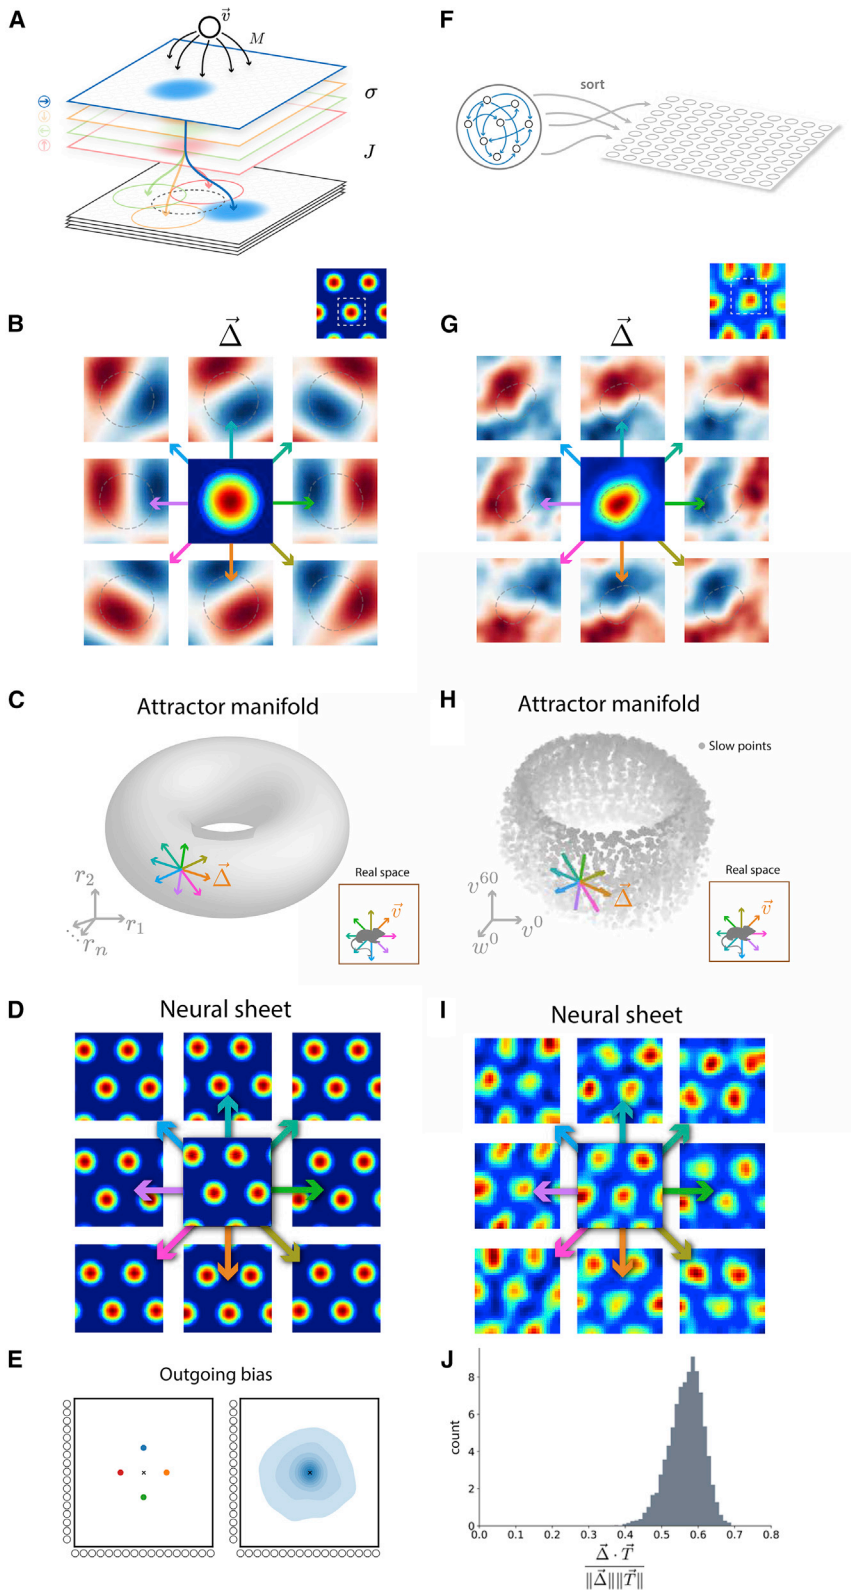 A
v⃗
M
σ
J
B
Δ⃗
C
Attractor manifold
Δ⃗
r2
r1
rn
Real space
v⃗
D
Neural sheet
E
Outgoing bias
F
sort
G
Δ⃗
H
Attractor manifold
Slow points
Δ⃗
v60
v0
w0
Real space
v⃗
I
Neural sheet
J
count
8
6
4
2
0
0.0 0.1 0.2 0.3 0.4 0.5 0.6 0.7 0.8
Δ⃗ · T⃗
‖Δ⃗‖‖T⃗‖